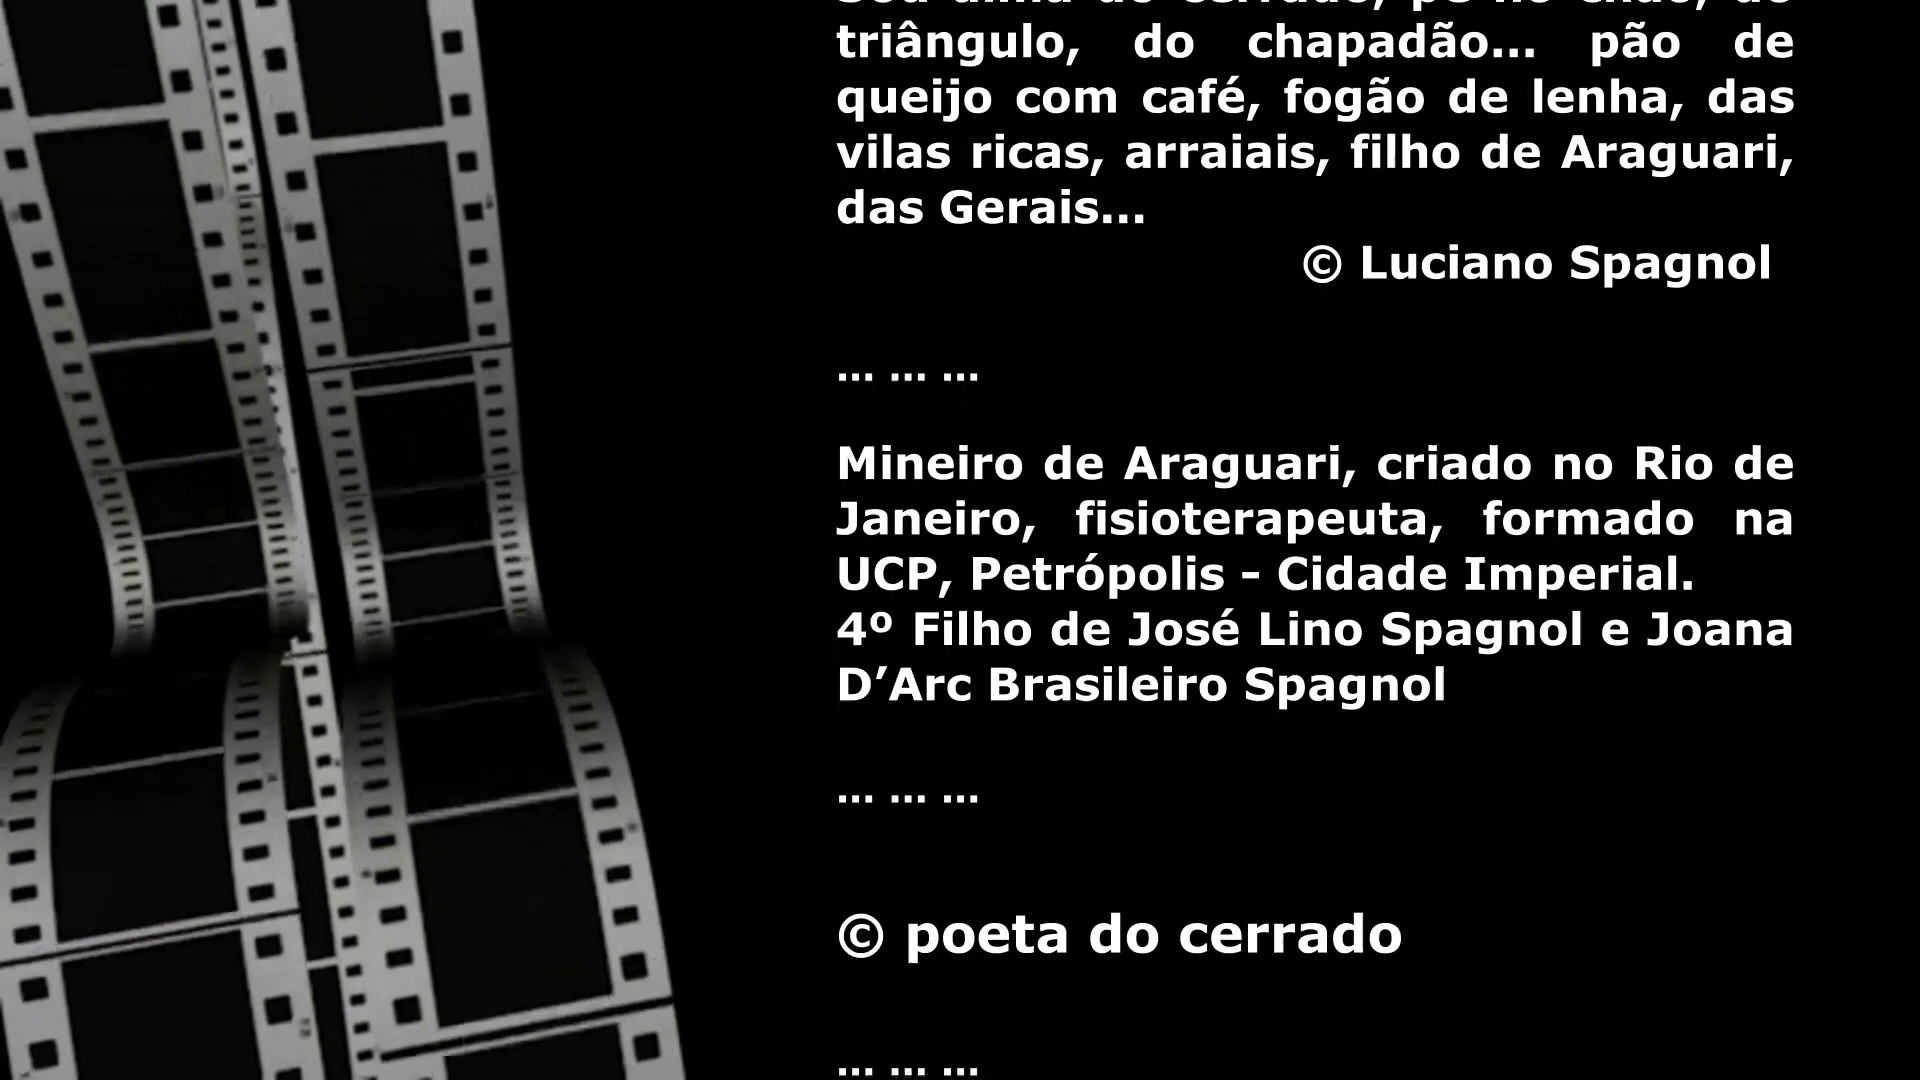 triângulo, do chapadão... pão de
queijo com café, fogão de lenha, das
vilas ricas, arraiais, filho de Araguari,
das Gerais...
© Luciano Spagnol
... ... ...
Mineiro de Araguari, criado no Rio de
Janeiro, fisioterapeuta, formado na
UCP, Petrópolis - Cidade Imperial.
4º Filho de José Lino Spagnol e Joana
D’Arc Brasileiro Spagnol
... ... ...
© poeta do cerrado
... ... ...